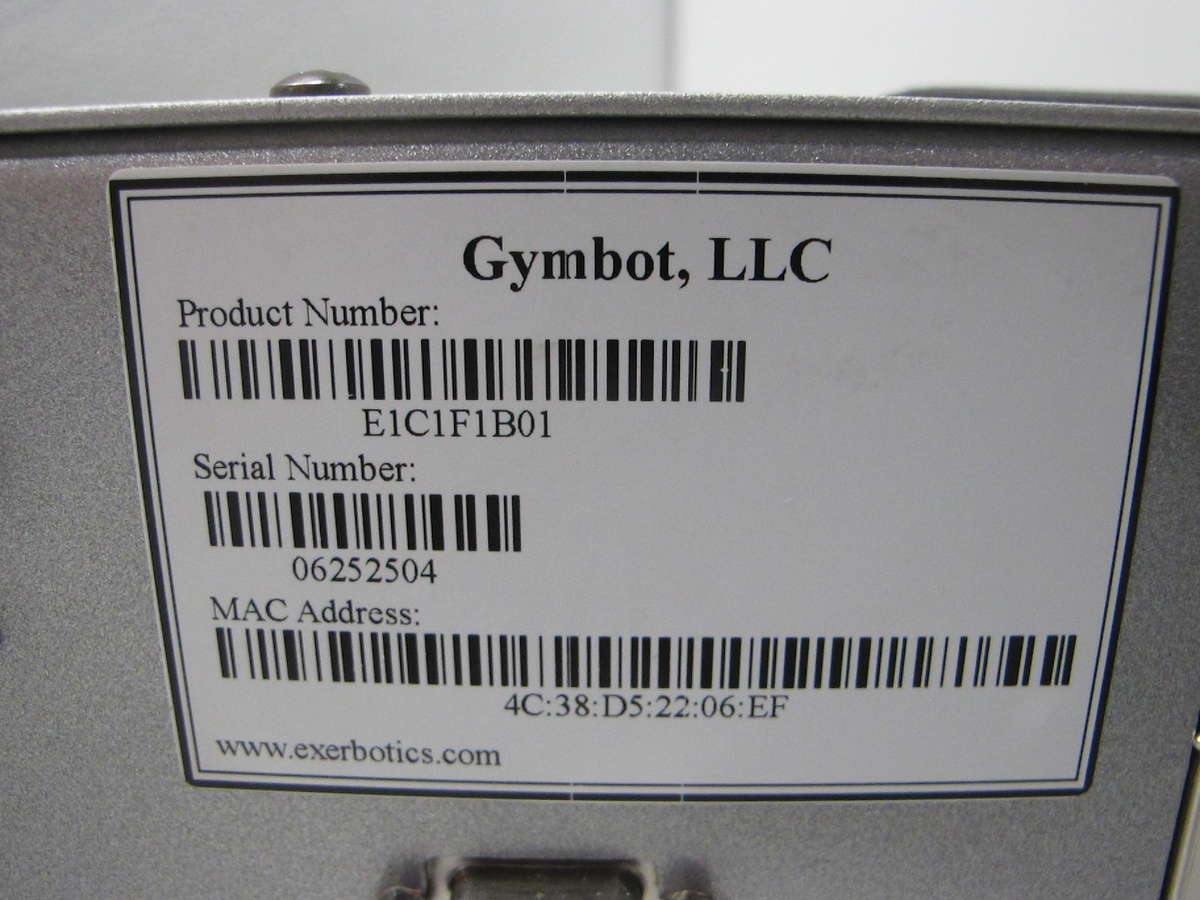 Gymbot, LLC
Product Number:
E1C1F1B01
Serial Number:
06252504
MAC Address:
4C:38:D5:22:06:EF
www.exerbotics.com